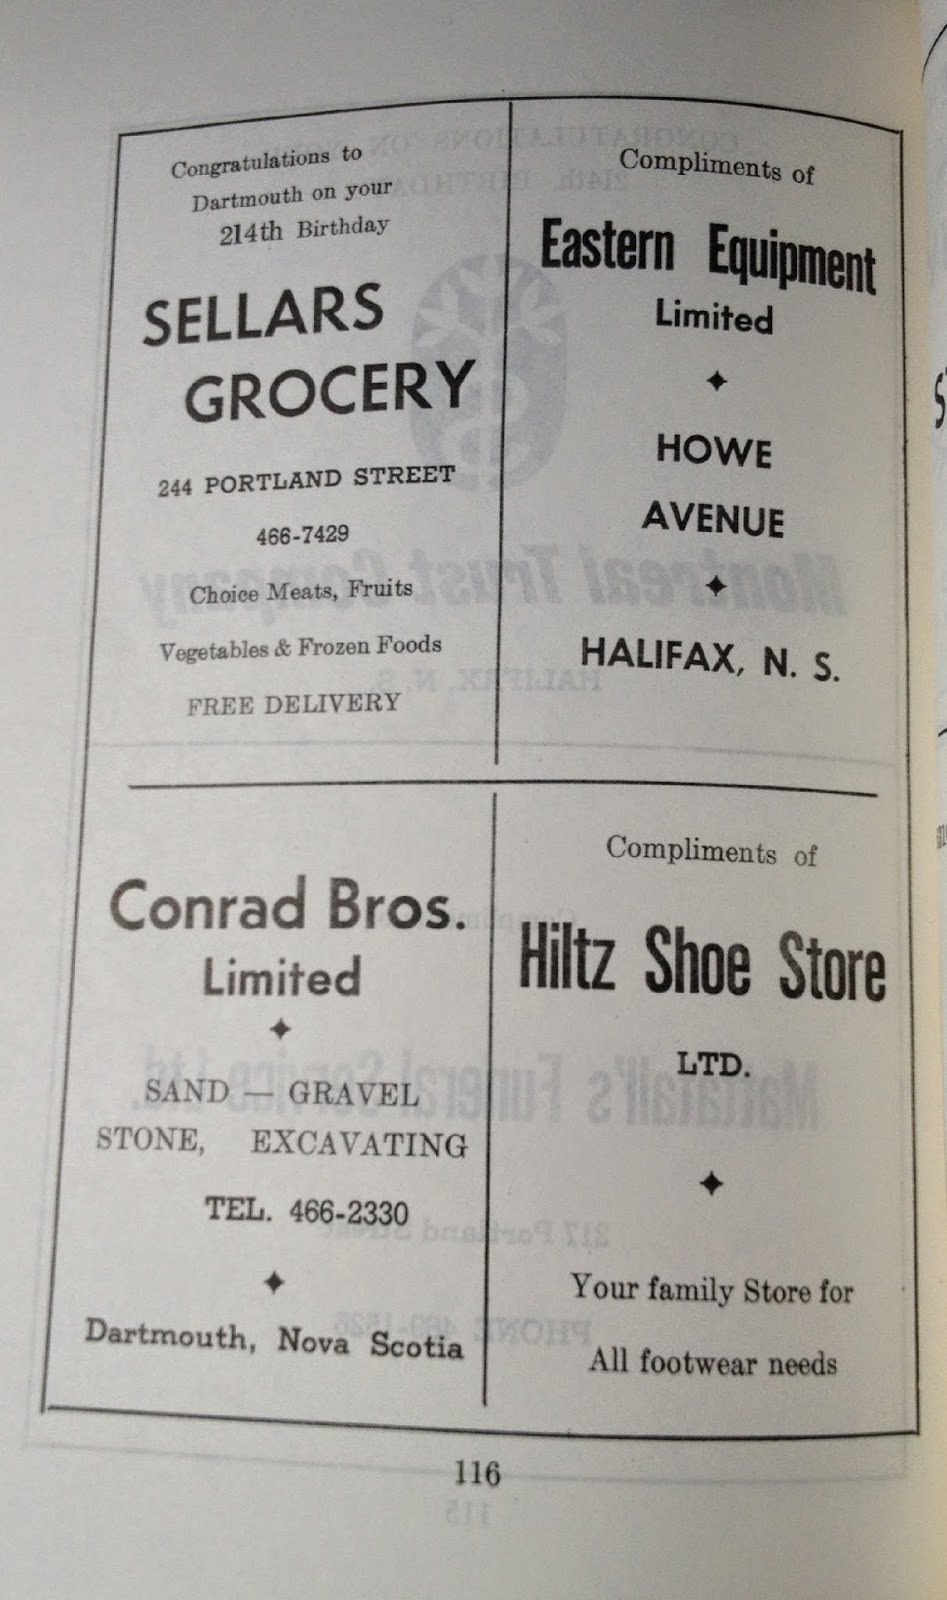 Congratulations to
Dartmouth on your
214th Birthday
SELLARS
GROCERY
244 PORTLAND STREET
466-7429
Choice Meats, Fruits
Vegetables & Frozen Foods
FREE DELIVERY
Compliments of
Eastern Equipment
Limited
HOWE
AVENUE
HALIFAX, N. S.
Conrad Bros.
Limited
SAND — GRAVEL
STONE, EXCAVATING
TEL. 466-2330
Dartmouth, Nova Scotia
Compliments of
Hiltz Shoe Store
LTD.
Your family Store for
All footwear needs
116